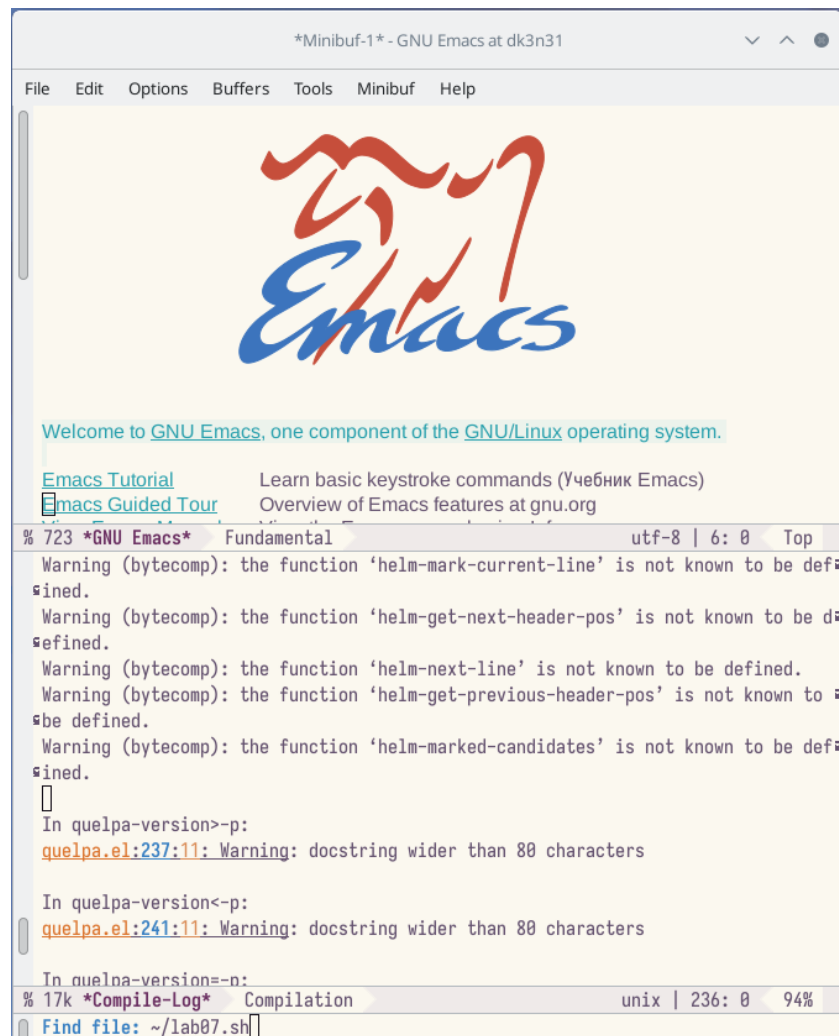 *Minibuf-1* - GNU Emacs at dk3n31
File Edit Options Buffers Tools Minibuf Help
Emacs
Welcome to GNU Emacs, one component of the GNU/Linux operating system.
Emacs Tutorial Learn basic keystroke commands (Учебник Emacs)
Emacs Guided Tour Overview of Emacs features at gnu.org
% 723 *GNU Emacs* Fundamental utf-8 | 6: 0 Top
Warning (bytecomp): the function ‘helm-mark-current-line’ is not known to be def
ined.
Warning (bytecomp): the function ‘helm-get-next-header-pos’ is not known to be d
efined.
Warning (bytecomp): the function ‘helm-next-line’ is not known to be defined.
Warning (bytecomp): the function ‘helm-get-previous-header-pos’ is not known to
be defined.
Warning (bytecomp): the function ‘helm-marked-candidates’ is not known to be def
ined.
In quelpa-version>-p:
quelpa.el:237:11: Warning: docstring wider than 80 characters
In quelpa-version<-p:
quelpa.el:241:11: Warning: docstring wider than 80 characters
In quelpa-version=-p:
% 17k *Compile-Log* Compilation unix | 236: 0 94%
Find file: ~/lab07.sh